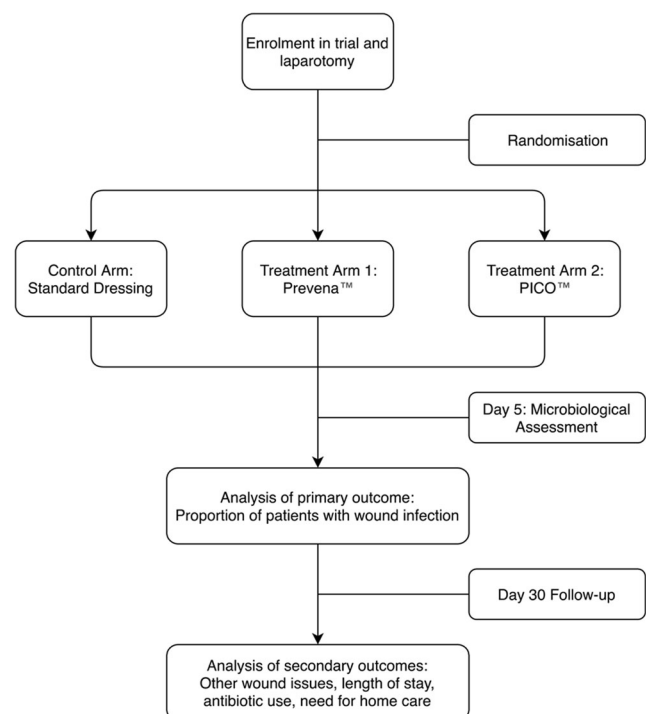 Enrolment in trial and
laparotomy
Randomisation
Control Arm:
Standard Dressing
Treatment Arm 1:
Prevena™
Treatment Arm 2:
PICO™
Day 5: Microbiological
Assessment
Analysis of primary outcome:
Proportion of patients with wound infection
Day 30 Follow-up
Analysis of secondary outcomes:
Other wound issues, length of stay,
antibiotic use, need for home care